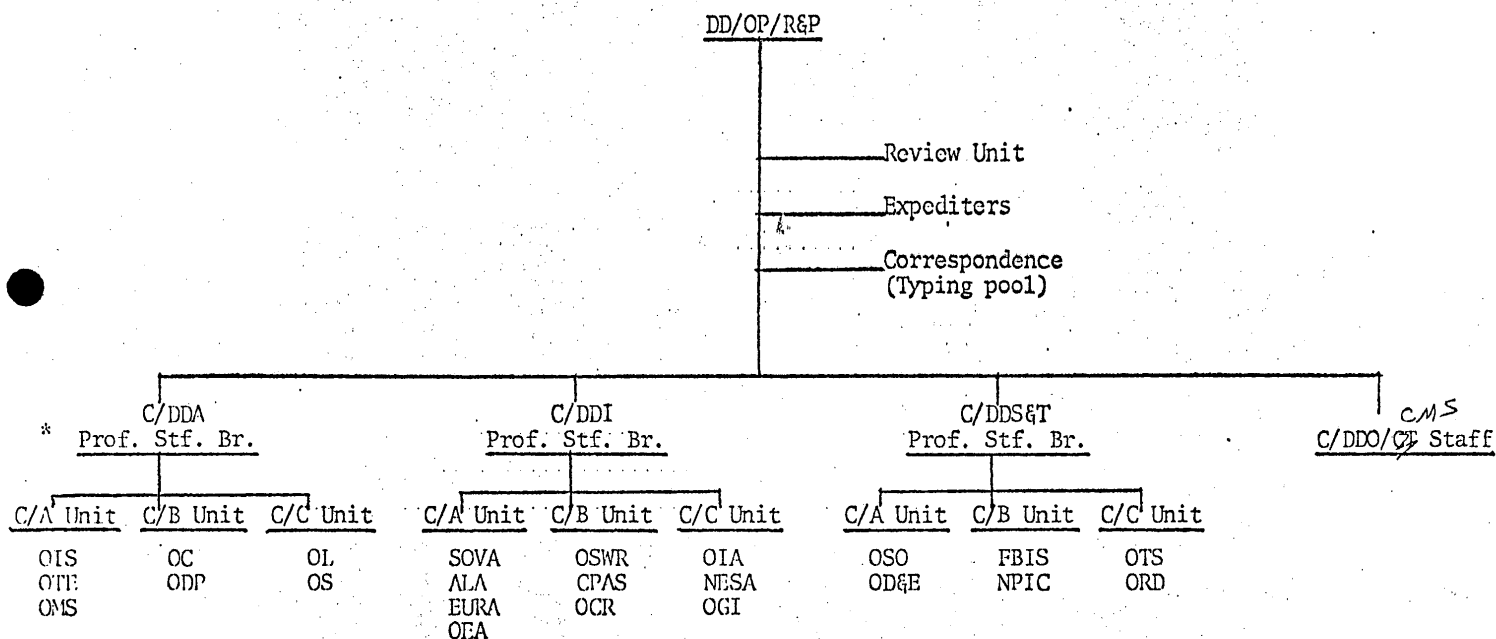 DD/OP/R&P
Review Unit
Expediters
Correspondence
(Typing pool)
C/DDA
* Prof. Stf. Br.
C/DDI
Prof. Stf. Br.
C/DDS&T
Prof. Stf. Br.
CMS
C/DDO/CT Staff
C/A Unit C/B Unit C/C Unit
OIS OC OL
OTE ODP OS
OMS
C/A Unit C/B Unit C/C Unit
SOVA OSWR OIA
ALA CPAS NESA
EURA OCR OGI
OEA
C/A Unit C/B Unit C/C Unit
OSO FBIS OTS
OD&E NPIC ORD